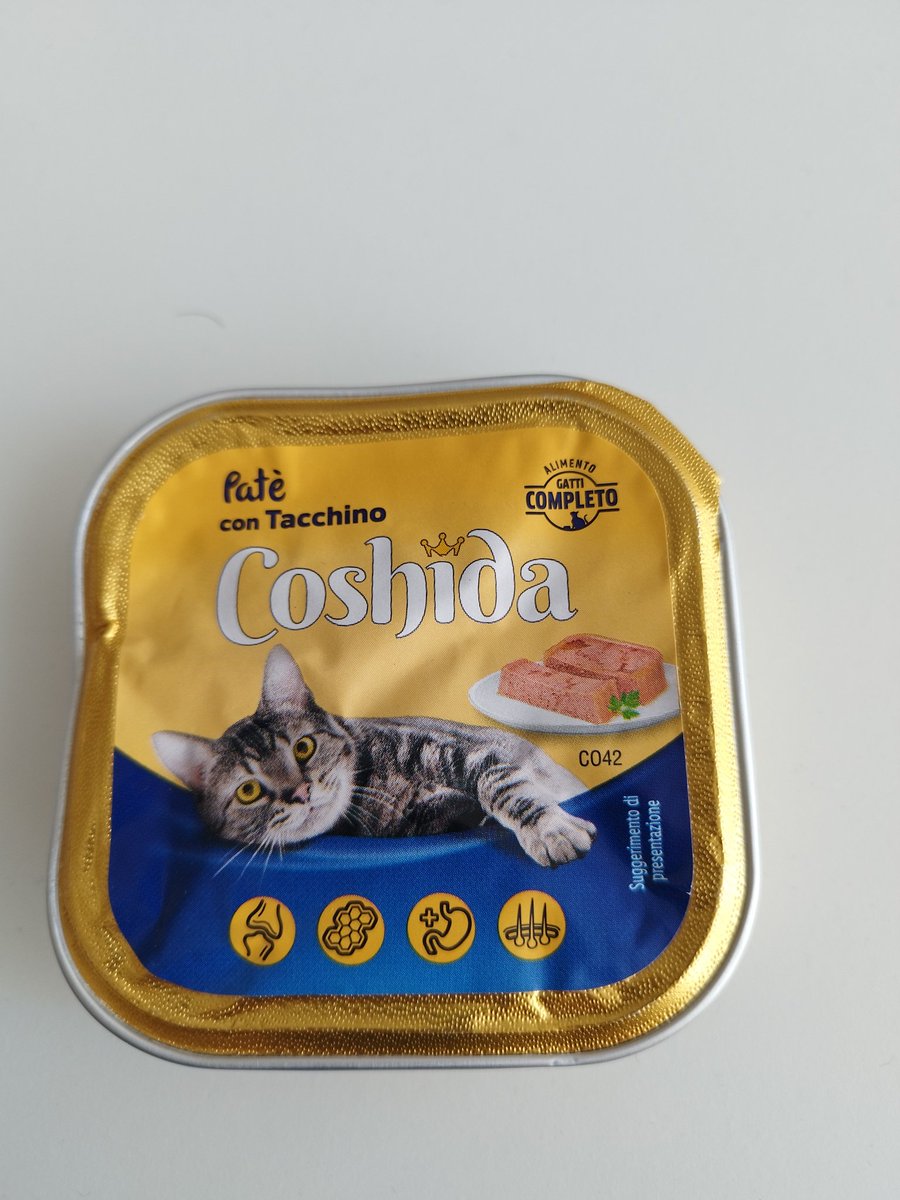 Patè
con Tacchino
ALIMENTO
GATTI
COMPLETO
Coshida
CO42
Suggerimento di
presentazione